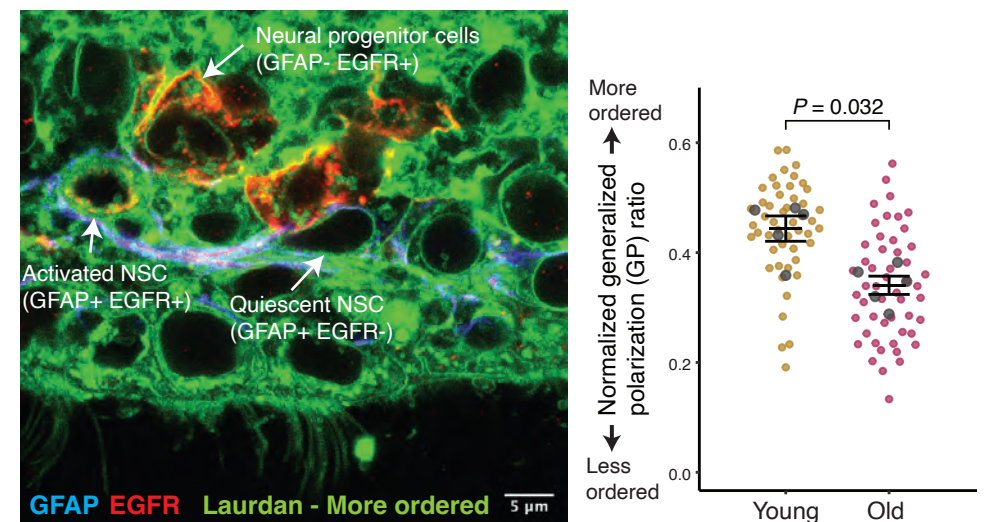 Neural progenitor cells
(GFAP- EGFR+)
Activated NSC
(GFAP+ EGFR+)
Quiescent NSC
(GFAP+ EGFR-)
GFAP EGFR Laurdan - More ordered
5 µm
More
ordered
Normalized generalized
polarization (GP) ratio
Less
ordered
P = 0.032
0.6
0.4
0.2
0.0
Young Old